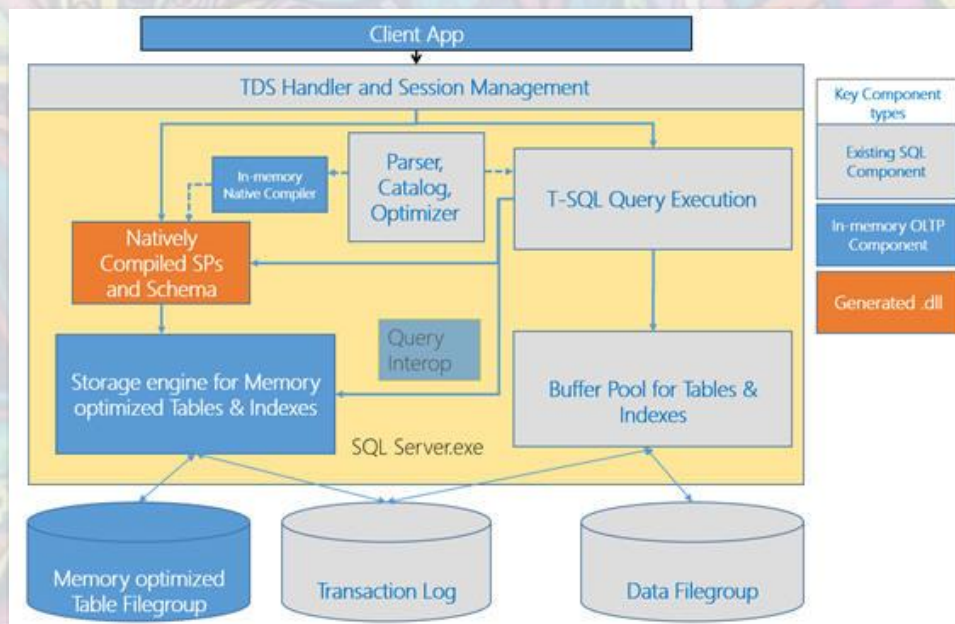 Client App
TDS Handler and Session Management
Key Component
types
Existing SQL
Component
In-memory OLTP
Component
Generated .dll
In-memory
Native Compiler
Parser,
Catalog,
Optimizer
T-SQL Query Execution
Natively
Compiled SPs
and Schema
Query
Interop
Storage engine for Memory
optimized Tables & Indexes
Buffer Pool for Tables &
Indexes
SQL Server.exe
Memory optimized
Table Filegroup
Transaction Log
Data Filegroup